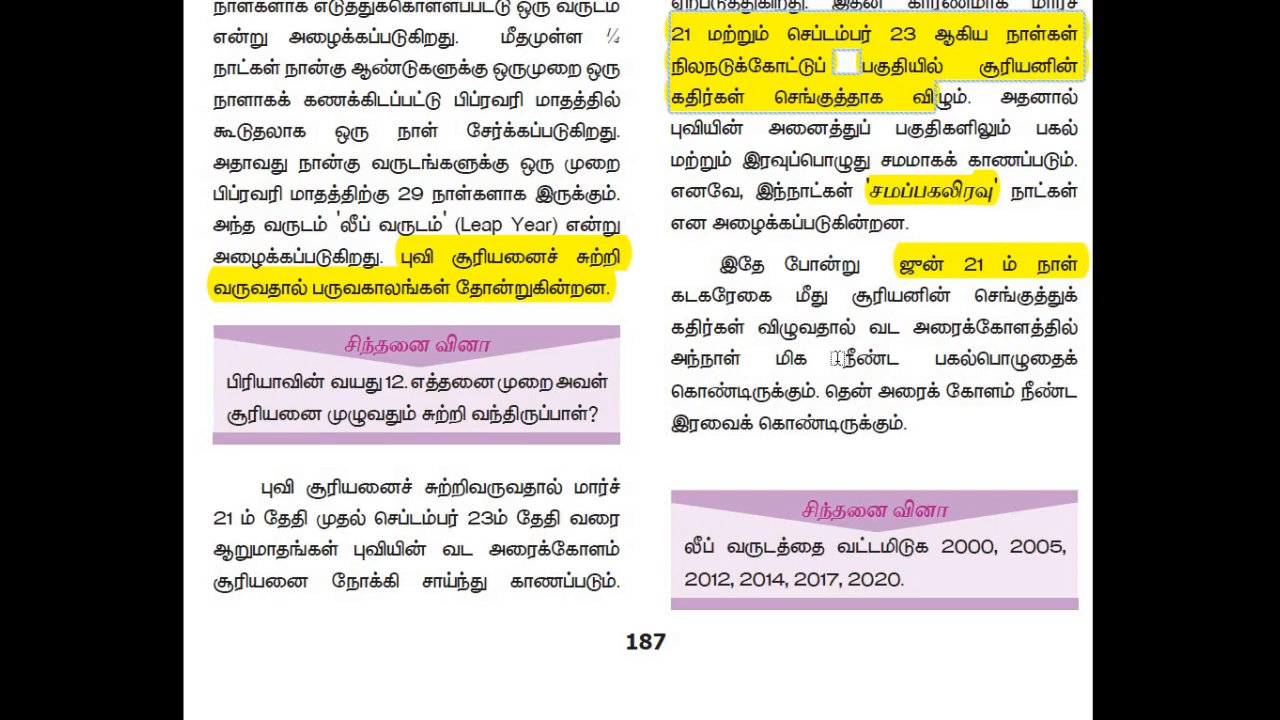 நாள்களாக எடுத்துக்கொள்ளப்பட்டு ஒரு வருடம்
என்று அழைக்கப்படுகிறது. மீதமுள்ள ¼
நாட்கள் நான்கு ஆண்டுகளுக்கு ஒருமுறை ஒரு
நாளாகக் கணக்கிடப்பட்டு பிப்ரவரி மாதத்தில்
கூடுதலாக ஒரு நாள் சேர்க்கப்படுகிறது.
அதாவது நான்கு வருடங்களுக்கு ஒரு முறை
பிப்ரவரி மாதத்திற்கு 29 நாள்களாக இருக்கும்.
அந்த வருடம் 'லீப் வருடம்' (Leap Year) என்று
அழைக்கப்படுகிறது. புவி சூரியனைச் சுற்றி
வருவதால் பருவகாலங்கள் தோன்றுகின்றன.
சிந்தனை வினா
பிரியாவின் வயது 12. எத்தனை முறை அவள்
சூரியனை முழுவதும் சுற்றி வந்திருப்பாள்?
புவி சூரியனைச் சுற்றிவருவதால் மார்ச்
21 ம் தேதி முதல் செப்டம்பர் 23ம் தேதி வரை
ஆறுமாதங்கள் புவியின் வட அரைக்கோளம்
சூரியனை நோக்கி சாய்ந்து காணப்படும்.
ஏற்படுத்துகிறது. இதன் காரணமாக மார்ச்
21 மற்றும் செப்டம்பர் 23 ஆகிய நாள்கள்
நிலநடுக்கோட்டுப் பகுதியில் சூரியனின்
கதிர்கள் செங்குத்தாக விழும். அதனால்
புவியின் அனைத்துப் பகுதிகளிலும் பகல்
மற்றும் இரவுப்பொழுது சமமாகக் காணப்படும்.
எனவே, இந்நாட்கள் 'சமப்பகலிரவு' நாட்கள்
என அழைக்கப்படுகின்றன.
இதே போன்று ஜுன் 21 ம் நாள்
கடகரேகை மீது சூரியனின் செங்குத்துக்
கதிர்கள் விழுவதால் வட அரைக்கோளத்தில்
அந்நாள் மிக நீண்ட பகல்பொழுதைக்
கொண்டிருக்கும். தென் அரைக் கோளம் நீண்ட
இரவைக் கொண்டிருக்கும்.
சிந்தனை வினா
லீப் வருடத்தை வட்டமிடுக 2000, 2005,
2012, 2014, 2017, 2020.
187